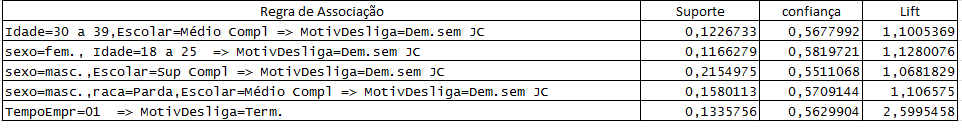 Regra de Associação Suporte confiança Lift
Idade=30 a 39,Escolar=Médio Compl => MotivDesliga=Dem.sem JC 0,1226733 0,5677992 1,1005369
sexo=fem., Idade=18 a 25  => MotivDesliga=Dem.sem JC 0,1166279 0,5819721 1,1280076
sexo=masc.,Escolar=Sup Compl => MotivDesliga=Dem.sem JC 0,2154975 0,5511068 1,0681829
sexo=masc.,raca=Parda,Escolar=Médio Compl => MotivDesliga=Dem.sem JC 0,1580113 0,5709144 1,106575
TempoEmpr=01  => MotivDesliga=Term. 0,1335756 0,5629904 2,5995458